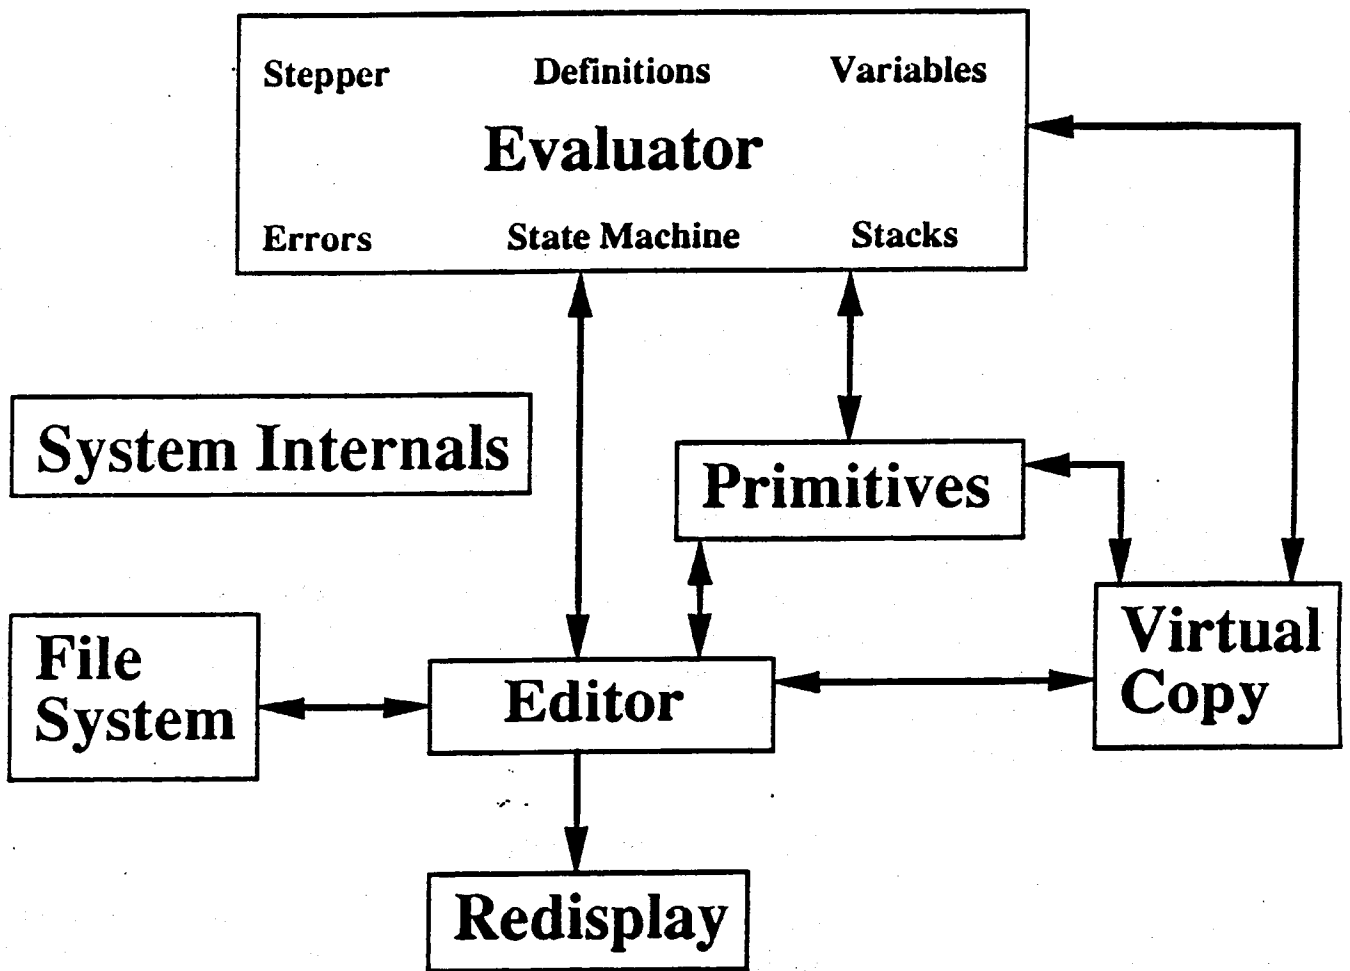 Stepper Definitions Variables
Evaluator
Errors State Machine Stacks
System Internals
Primitives
File
System
Editor
Virtual
Copy
Redisplay